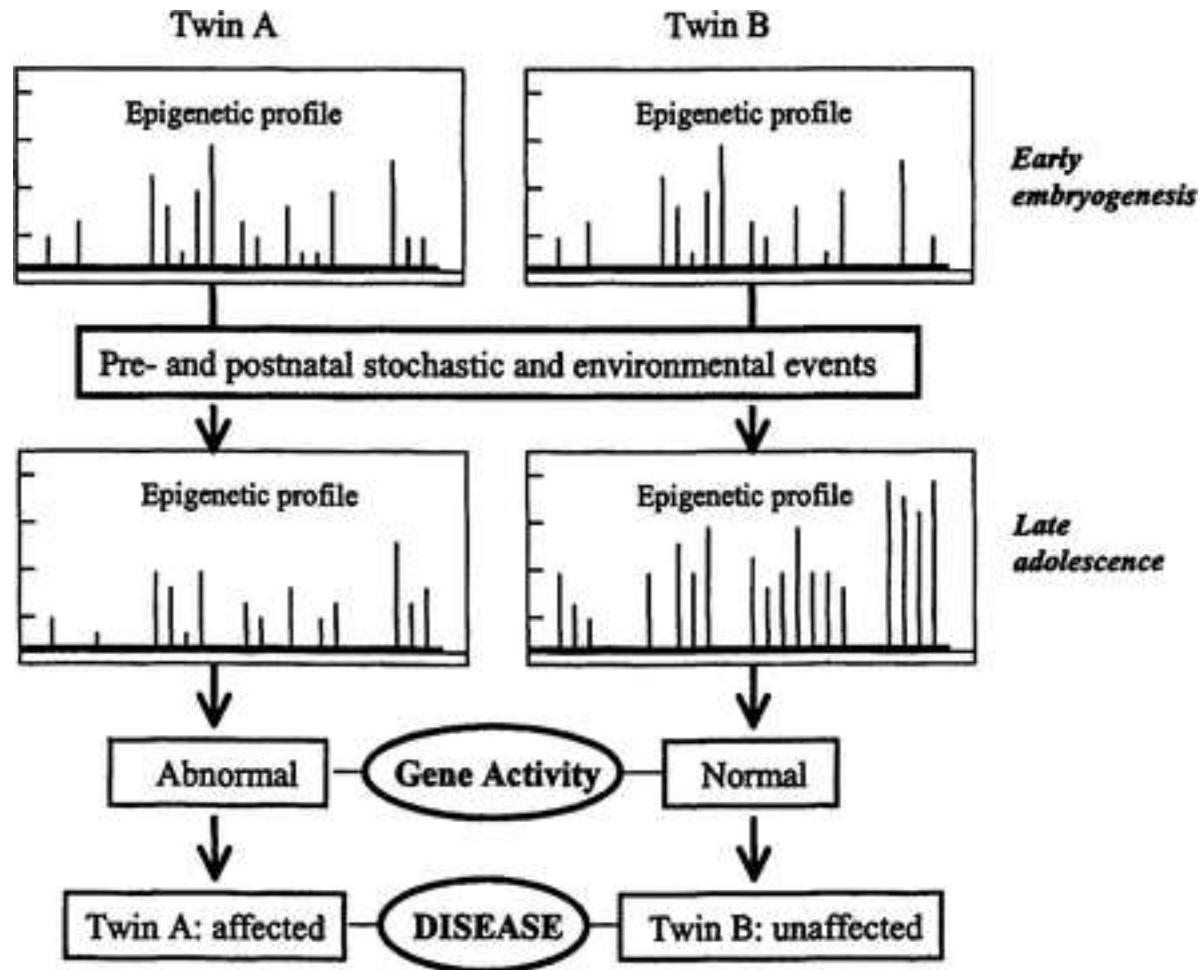 Twin A
Twin B
Epigenetic profile
Epigenetic profile
Early
embryogenesis
Pre- and postnatal stochastic and environmental events
Epigenetic profile
Epigenetic profile
Late
adolescence
Abnormal
Gene Activity
Normal
Twin A: affected
DISEASE
Twin B: unaffected